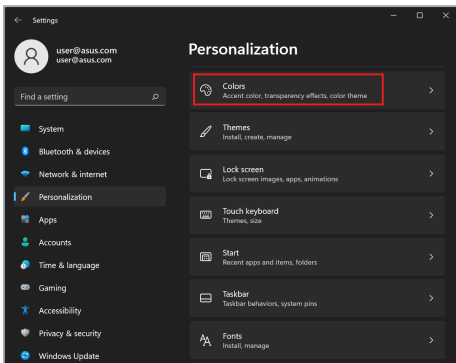 Settings
user@asus.com
user@asus.com
Find a setting
System
Bluetooth & devices
Network & internet
Personalization
Apps
Accounts
Time & language
Gaming
Accessibility
Privacy & security
Windows Update
Personalization
Colors
Accent color, transparency effects, color theme
Themes
Install, create, manage
Lock screen
Lock screen images, apps, animations
Touch keyboard
Themes, size
Start
Recent apps and items, folders
Taskbar
Taskbar behaviors, system pins
Fonts
Install, manage